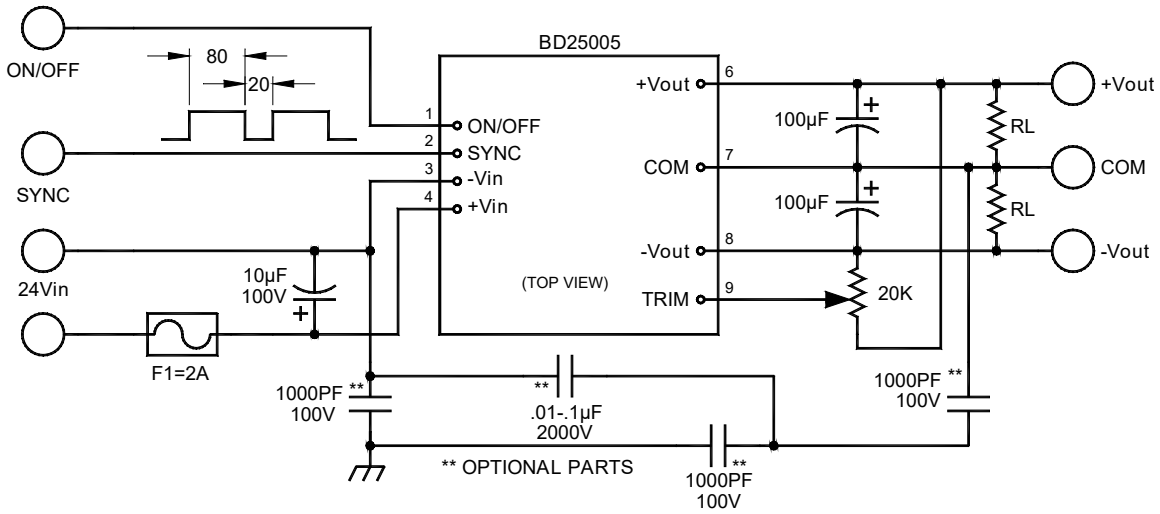 BD25005
ON/OFF
80
20
SYNC
24Vin
10µF
100V
+
F1=2A
1
ON/OFF
2
SYNC
3
-Vin
4
+Vin
+Vout
6
COM
7
-Vout
8
TRIM
9
(TOP VIEW)
100µF
+
100µF
+
20K
RL
RL
+Vout
COM
-Vout
1000PF **
100V
**
.01-.1µF
2000V
** OPTIONAL PARTS
**
1000PF
100V
1000PF **
100V